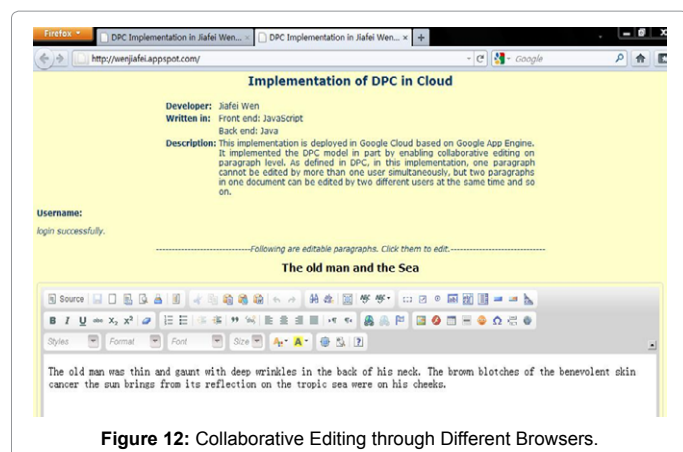 Firefox
DPC Implementation in Jiafei Wen... × DPC Implementation in Jiafei Wen... × +
http://wenjiafei.appspot.com/ Google
Implementation of DPC in Cloud
Developer: Jiafei Wen
Written in: Front end: JavaScript
Back end: Java
Description: This implementation is deployed in Google Cloud based on Google App Engine.
It implemented the DPC model in part by enabling collaborative editing on
paragraph level. As defined in DPC, in this implementation, one paragraph
cannot be edited by more than one user simultaneously, but two paragraphs
in one document can be edited by two different users at the same time and so
on.
Username:
login successfully.
------------------------------Following are editable paragraphs. Click them to edit.------------------------------
The old man and the Sea
Source
B I U abc X₂ X²
Styles Format Font Size A A
The old man was thin and gaunt with deep wrinkles in the back of his neck. The brown blotches of the benevolent skin
cancer the sun brings from its reflection on the tropic sea were on his cheeks.
Figure 12: Collaborative Editing through Different Browsers.